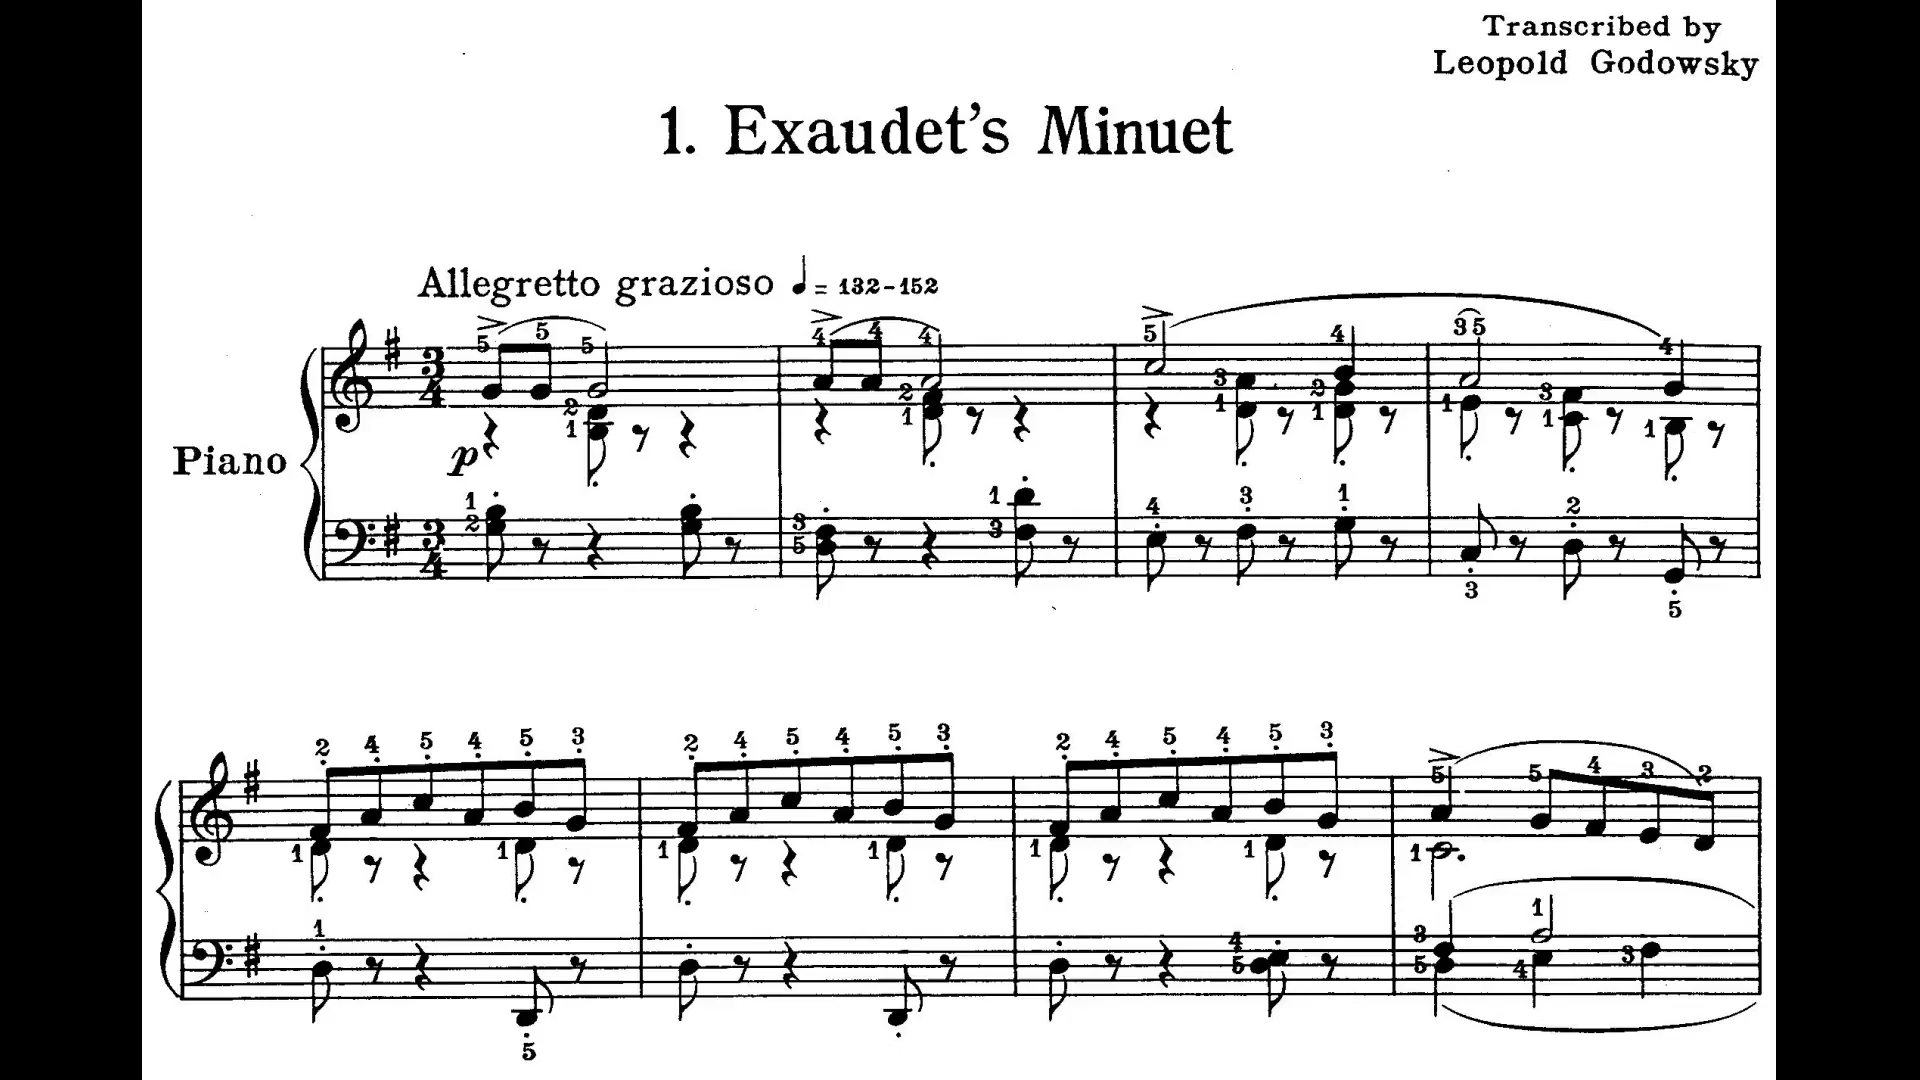 Transcribed by
Leopold Godowsky
1. Exaudet's Minuet
Allegretto grazioso ♩ = 132-152
Piano
p